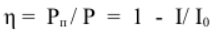 η = Pп / P = 1 - I/ I0